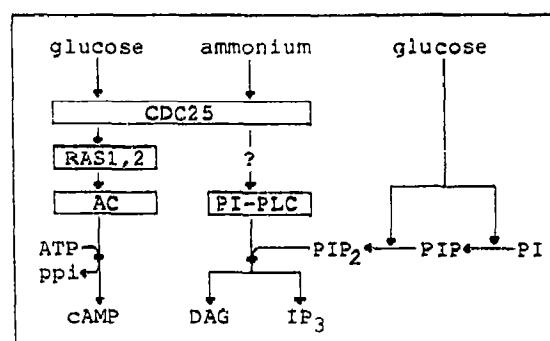 glucose ammonium glucose
CDC25
RAS1,2 ?
AC PI-PLC
ATP PIP2 PIP PI
ppi
cAMP DAG IP3